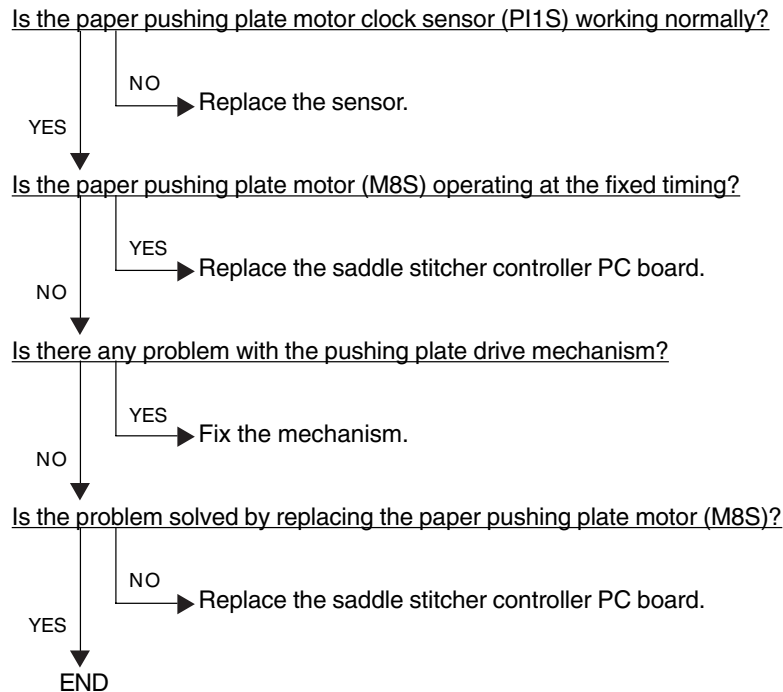 Is the paper pushing plate motor clock sensor (PI1S) working normally?
NO
Replace the sensor.
YES
Is the paper pushing plate motor (M8S) operating at the fixed timing?
YES
Replace the saddle stitcher controller PC board.
NO
Is there any problem with the pushing plate drive mechanism?
YES
Fix the mechanism.
NO
Is the problem solved by replacing the paper pushing plate motor (M8S)?
NO
Replace the saddle stitcher controller PC board.
YES
END